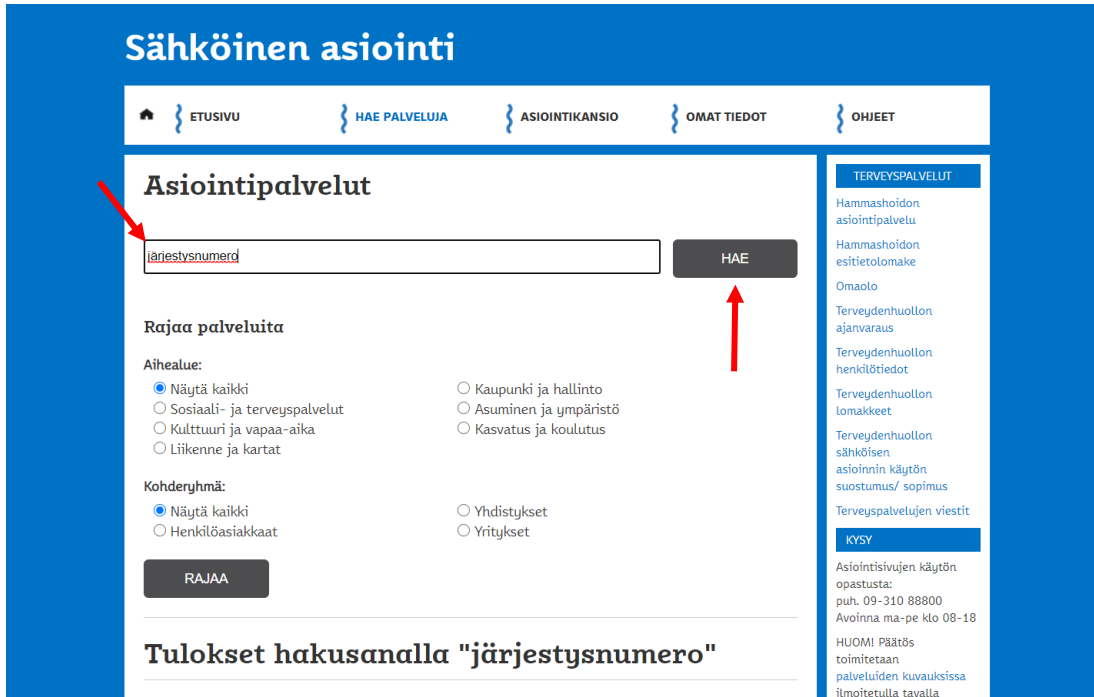 Sähköinen asiointi
ETUSIVU
HAE PALVELUJA
ASIOINTIKANSIO
OMAT TIEDOT
OHJEET
Asiointipalvelut
järjestysnumero
HAE
Rajaa palveluita
Aihealue:
Näytä kaikki
Kaupunki ja hallinto
Sosiaali- ja terveyspalvelut
Asuminen ja ympäristö
Kulttuuri ja vapaa-aika
Kasvatus ja koulutus
Liikenne ja kartat
Kohderyhmä:
Näytä kaikki
Yhdistykset
Henkilöasiakkaat
Yritykset
RAJAA
Tulokset hakusanalla "järjestysnumero"
TERVEYSPALVELUT
Hammashoidon
asiointipalvelu
Hammashoidon
esitietolomake
Omaolo
Terveydenhuollon
ajanvaraus
Terveydenhuollon
henkilötiedot
Terveydenhuollon
lomakkeet
Terveydenhuollon
sähköisen
asioinnin käytön
suostumus/ sopimus
Terveyspalvelujen viestit
KYSY
Asiointisivujen käytön
opastusta:
puh. 09-310 88800
Avoinna ma-pe klo 08-18
HUOM! Päätös
toimitetaan
palveluiden kuvauksissa
ilmoitetulla tavalla